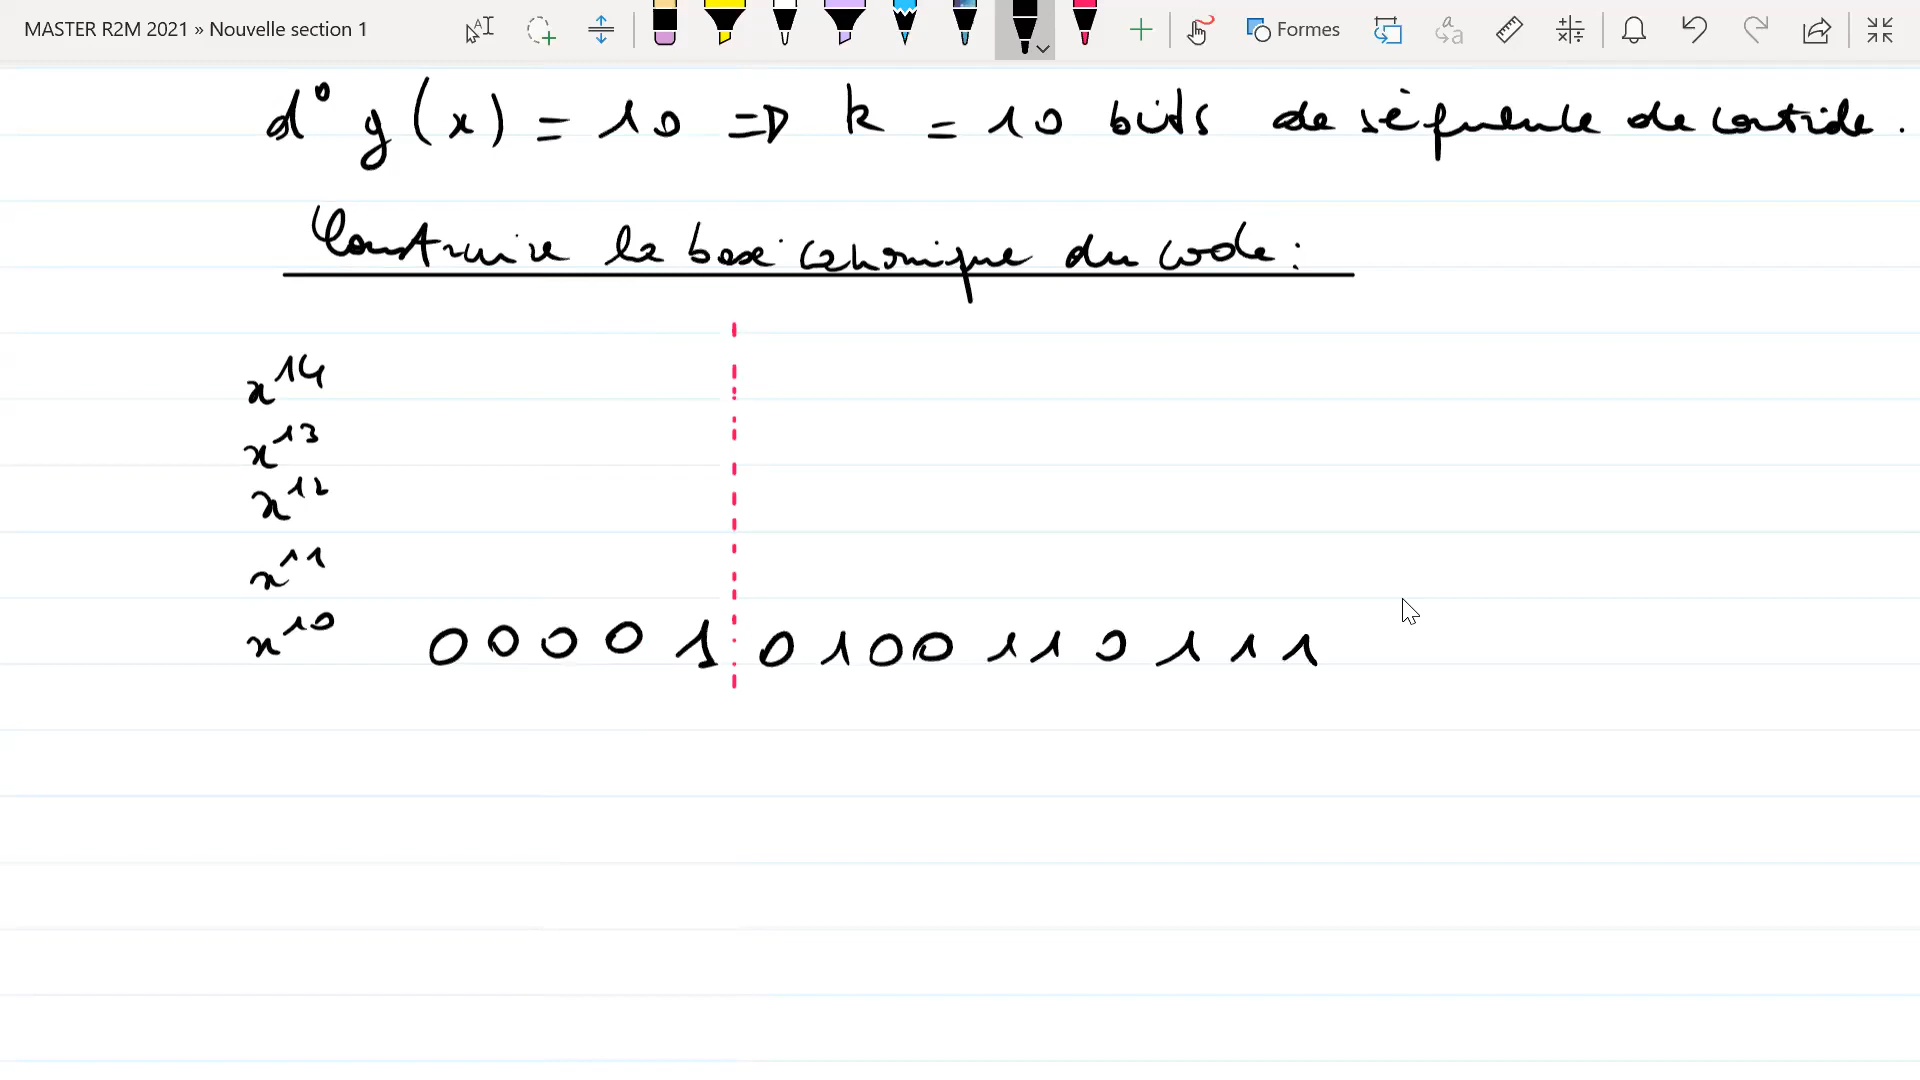 MASTER R2M 2021 » Nouvelle section 1
Formes
d° g(x) = 10 => k = 10 bits de séquence de contrôle.
Construire la base canonique du code :
x^14
x^13
x^12
x^11
x^10 0 0 0 0 1 0 1 0 0 1 1 0 1 1 1